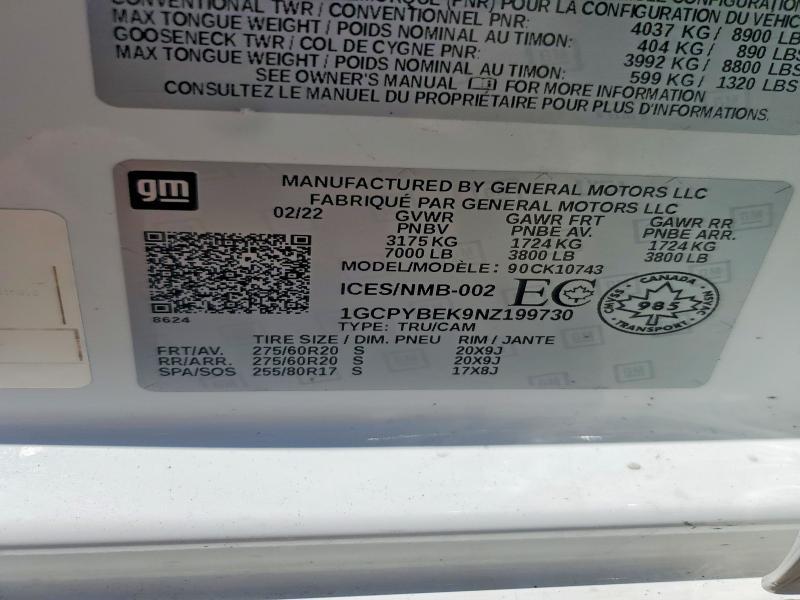 CONVENTIONAL TWR / CONVENTIONNEL PNR: 4037 KG / 8900 LBS
MAX TONGUE WEIGHT / POIDS NOMINAL AU TIMON: 404 KG / 890 LBS
GOOSENECK TWR / COL DE CYGNE PNR: 3992 KG / 8800 LBS
MAX TONGUE WEIGHT / POIDS NOMINAL AU TIMON: 599 KG / 1320 LBS
SEE OWNER'S MANUAL FOR MORE INFORMATION
CONSULTEZ LE MANUEL DU PROPRIÉTAIRE POUR PLUS D'INFORMATIONS.
gm
MANUFACTURED BY GENERAL MOTORS LLC
FABRIQUÉ PAR GENERAL MOTORS LLC
02/22 GVWR GAWR FRT GAWR RR
PNBV PNBE AV. PNBE ARR.
3175 KG 1724 KG 1724 KG
7000 LB 3800 LB 3800 LB
MODEL/MODÈLE: 90CK10743
ICES/NMB-002 EC
CANADA
985
TRANSPORT
8624
1GCPYBEK9NZ199730
TYPE: TRU/CAM
TIRE SIZE / DIM. PNEU RIM / JANTE
FRT/AV. 275/60R20 S 20X9J
RR/ARR. 275/60R20 S 20X9J
SPA/SOS 255/80R17 S 17X8J